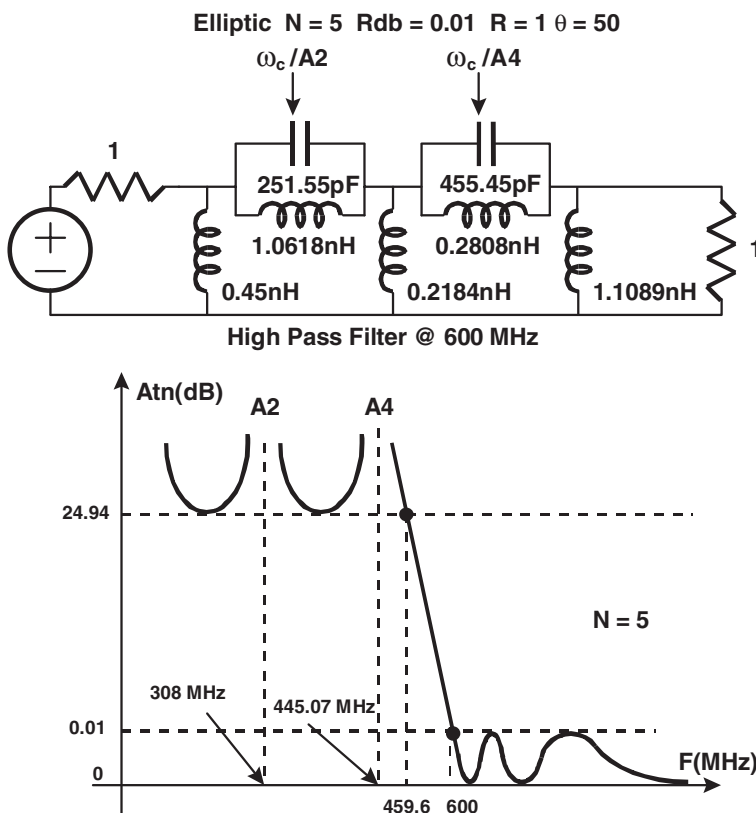 Elliptic N = 5 Rdb = 0.01 R = 1 θ = 50
ω_c /A2
ω_c /A4
1
251.55pF
455.45pF
1.0618nH
0.2808nH
1
0.45nH
0.2184nH
1.1089nH
High Pass Filter @ 600 MHz
Atn(dB)
A2
A4
24.94
N = 5
308 MHz
445.07 MHz
0.01
F(MHz)
0
459.6
600